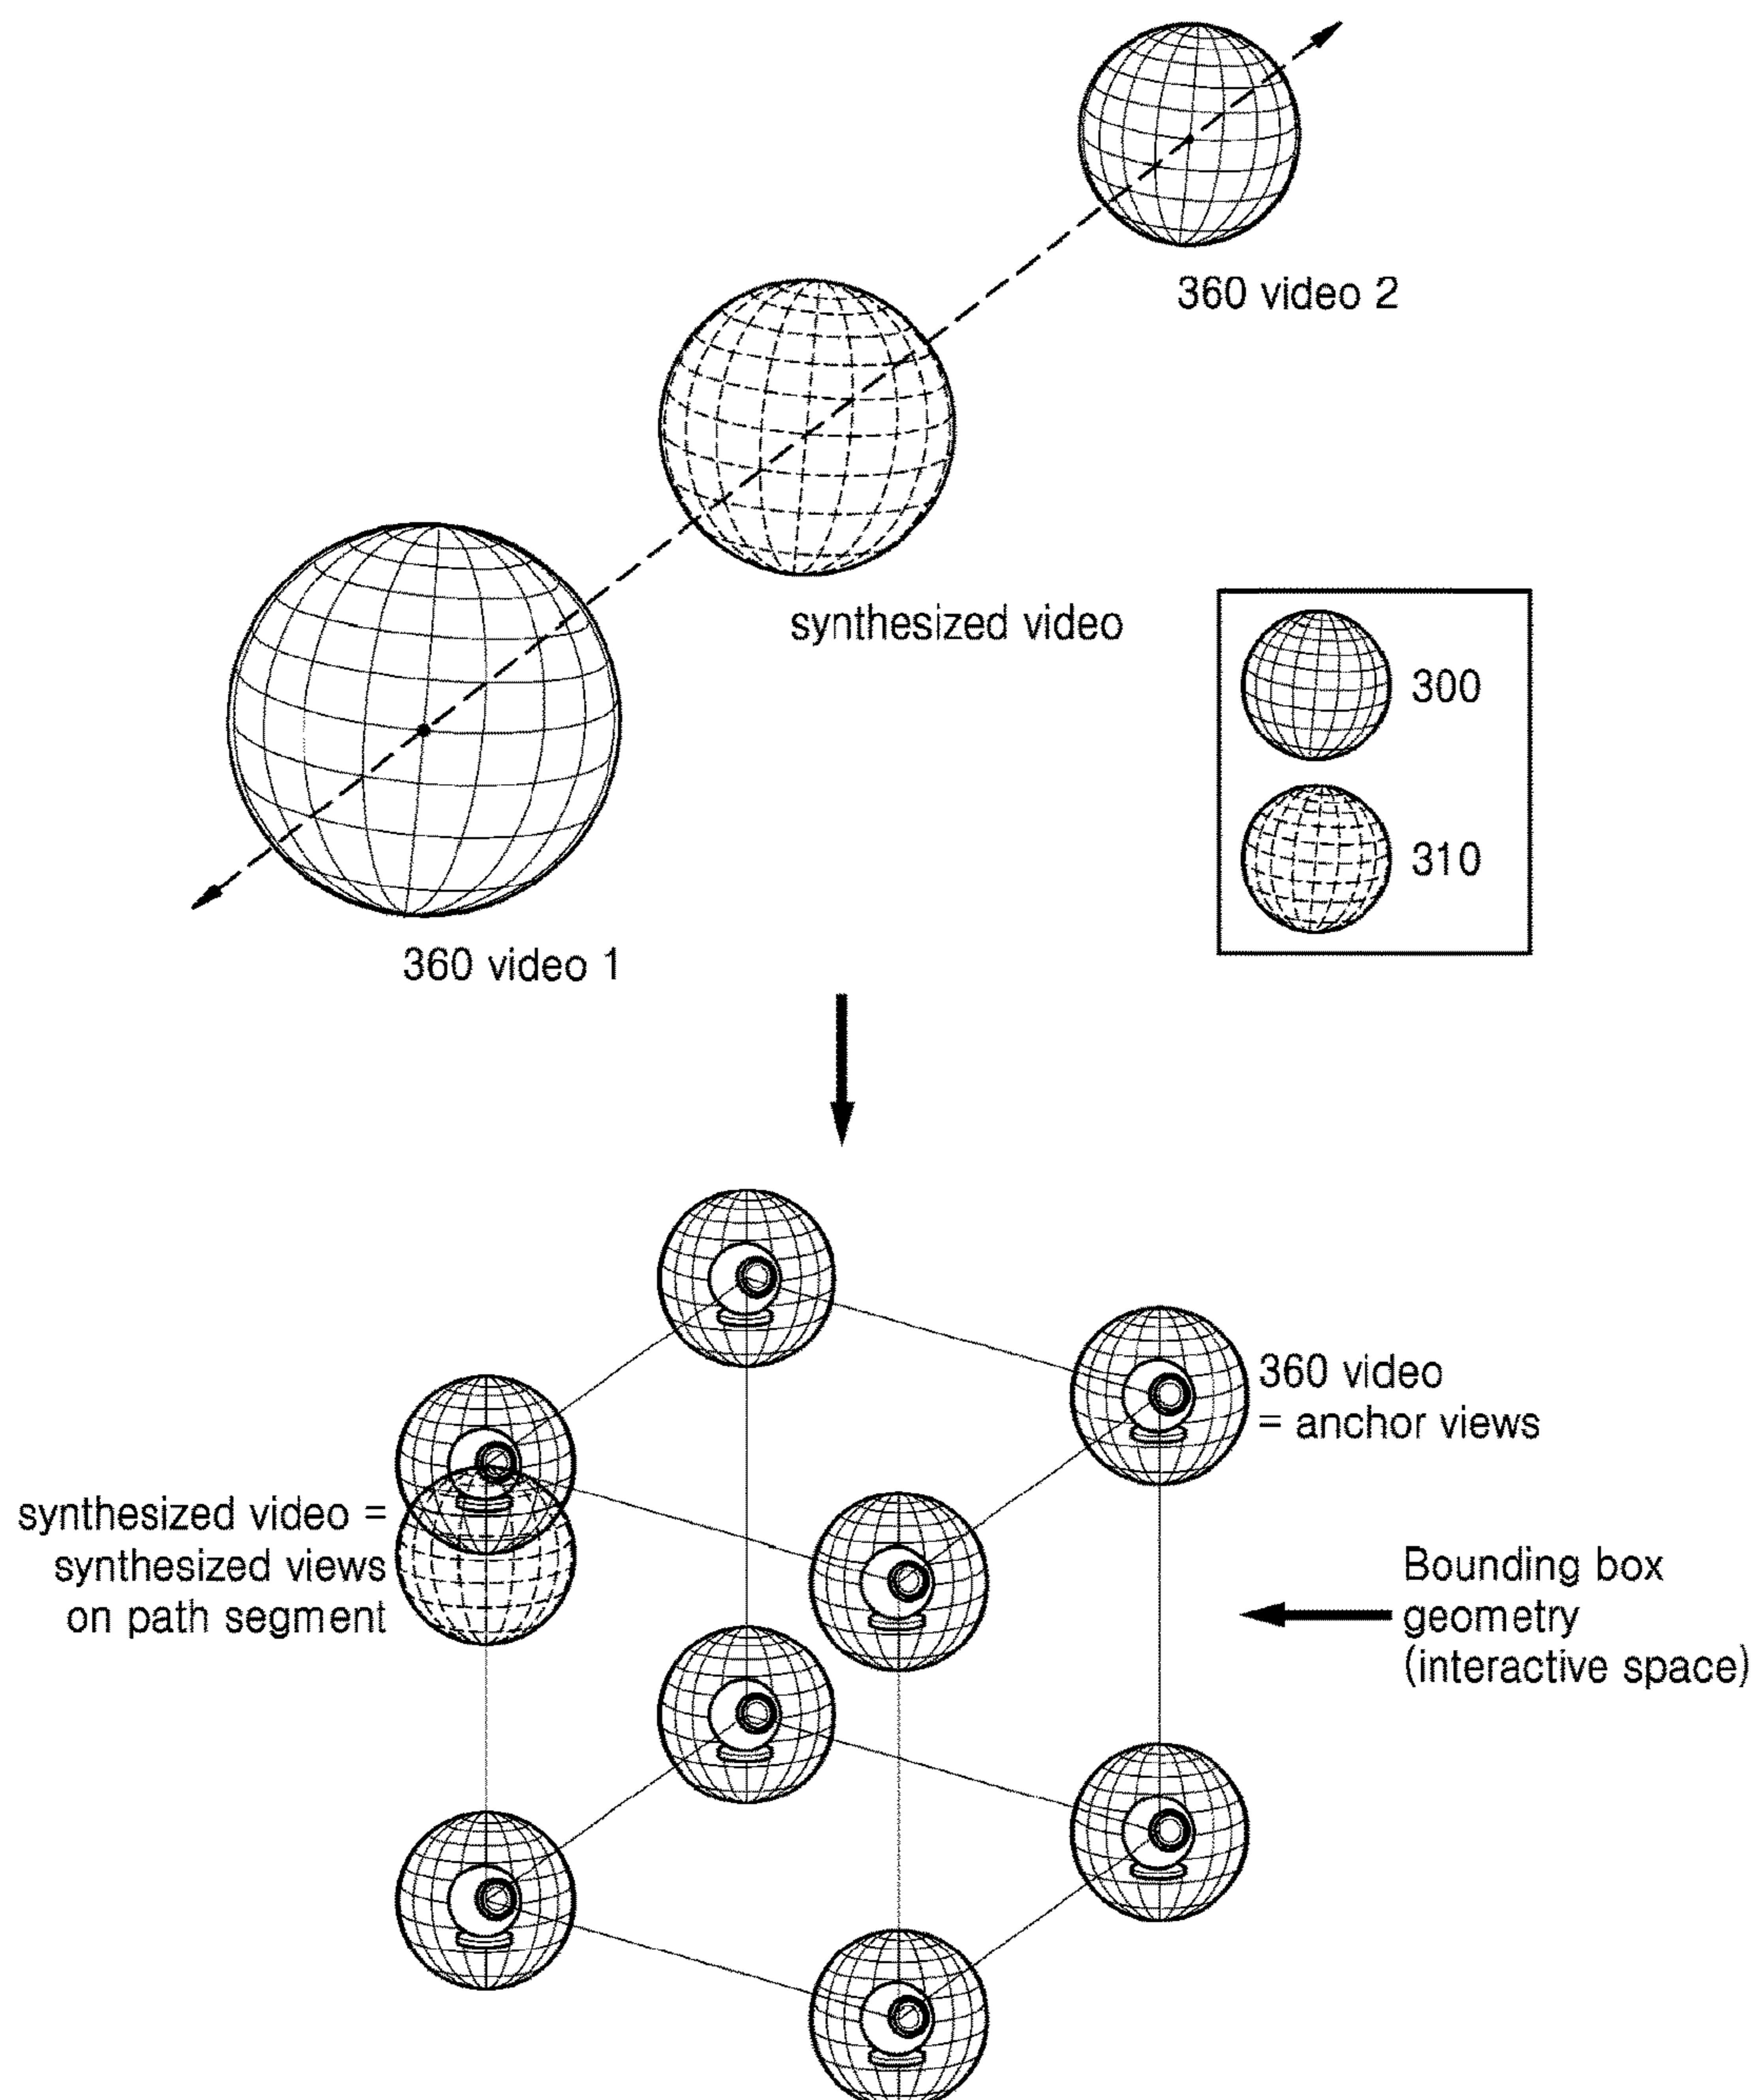 360 video 2
synthesized video
300
310
360 video 1
360 video
= anchor views
synthesized video =
synthesized views
on path segment
Bounding box
geometry
(interactive space)